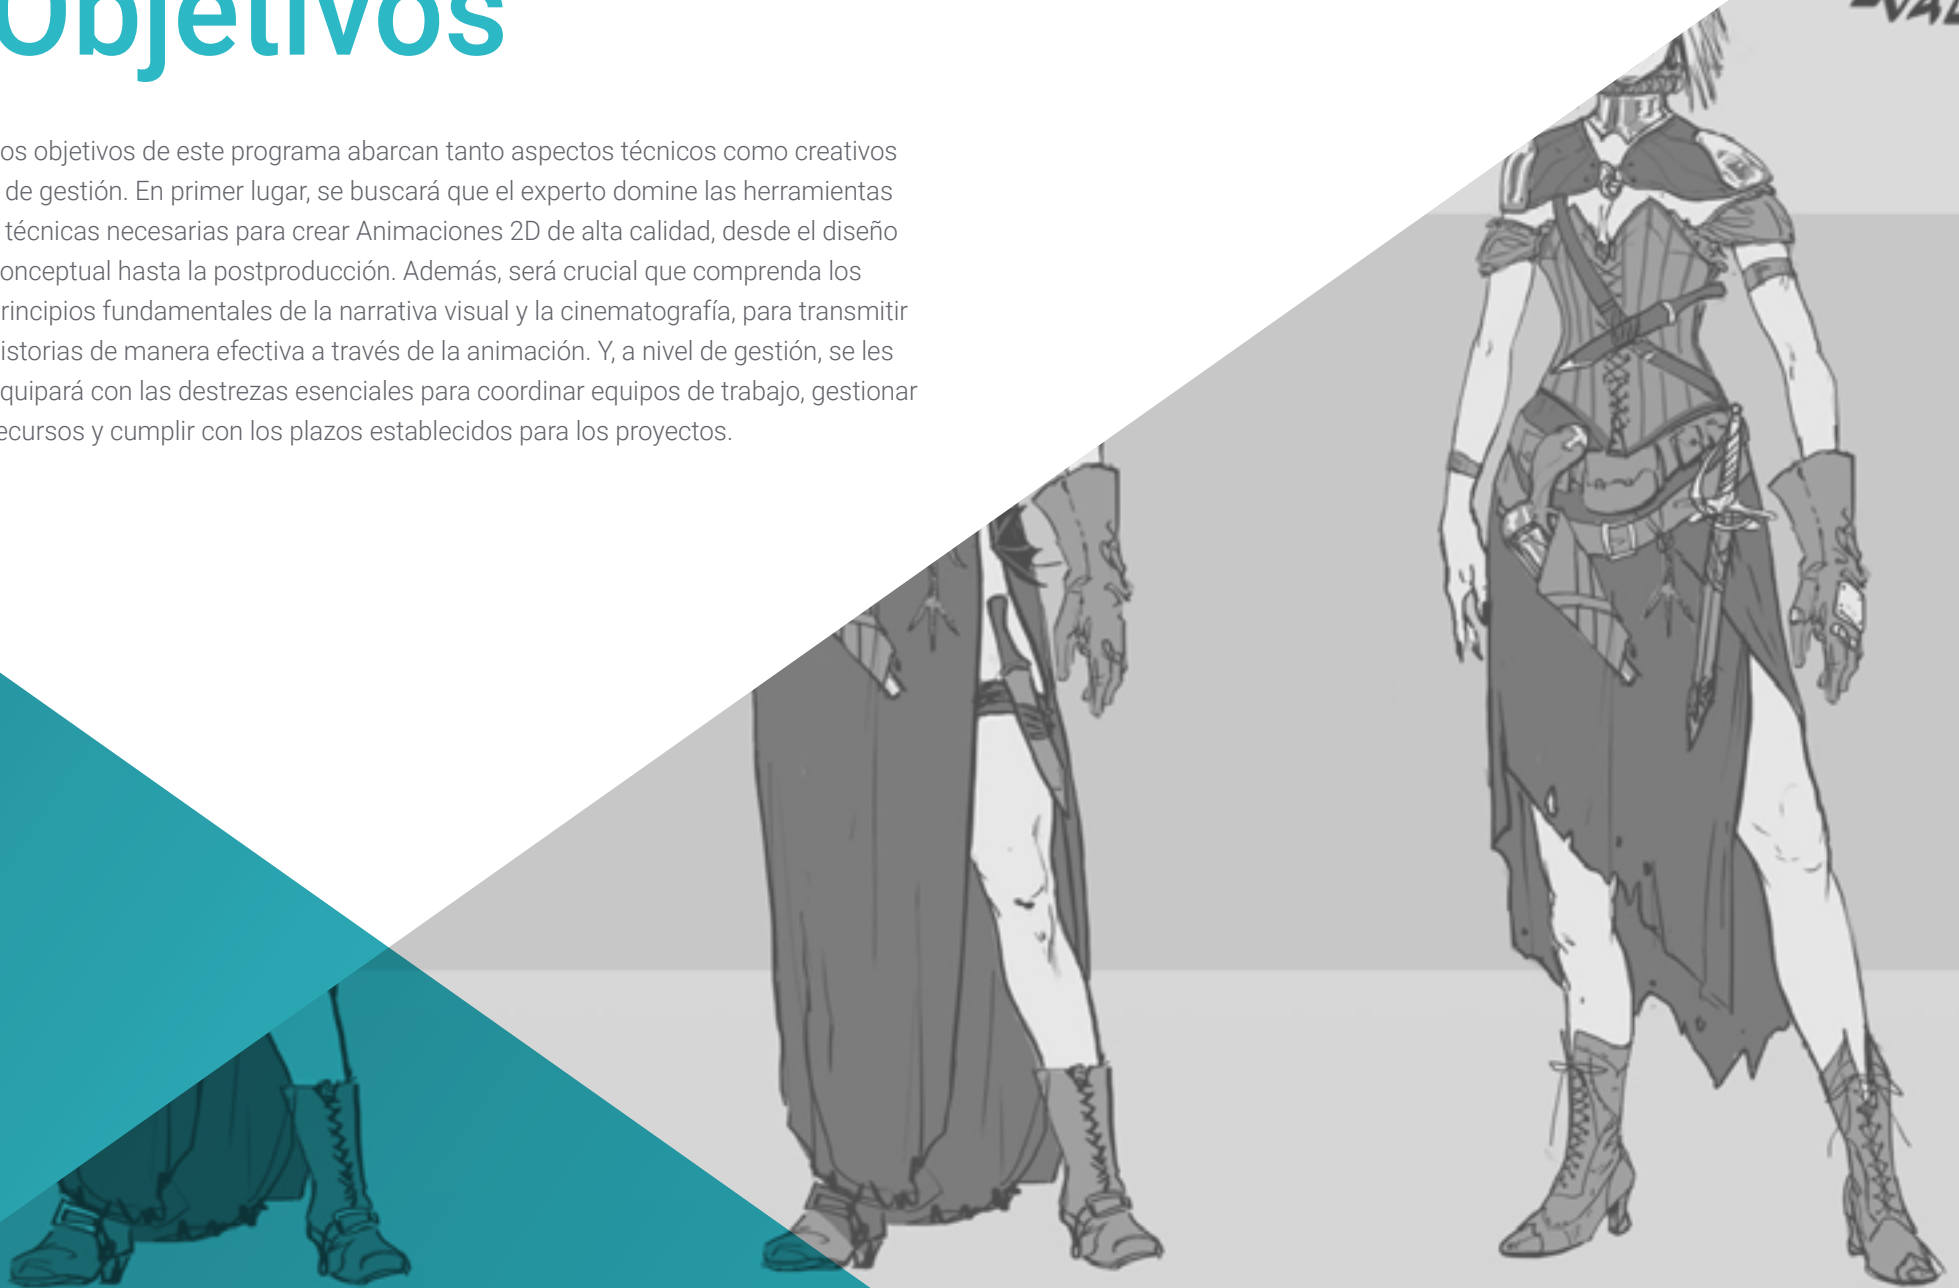 Objetivos
os objetivos de este programa abarcan tanto aspectos técnicos como creativos
de gestión. En primer lugar, se buscará que el experto domine las herramientas
técnicas necesarias para crear Animaciones 2D de alta calidad, desde el diseño
onceptual hasta la postproducción. Además, será crucial que comprenda los
rincipios fundamentales de la narrativa visual y la cinematografía, para transmitir
istorias de manera efectiva a través de la animación. Y, a nivel de gestión, se les
quipará con las destrezas esenciales para coordinar equipos de trabajo, gestionar
ecursos y cumplir con los plazos establecidos para los proyectos.